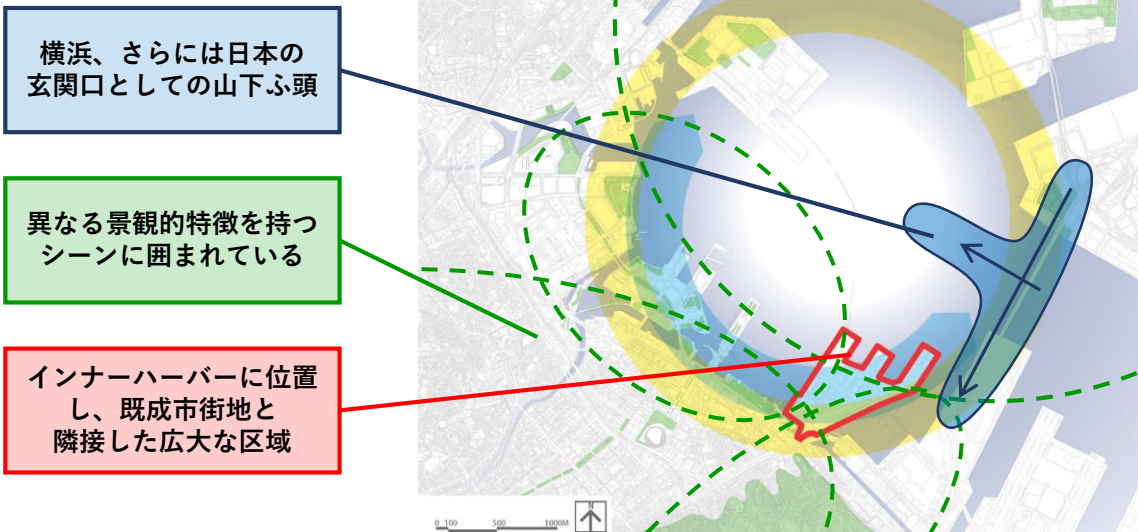 横浜、さらには日本の
玄関口としての山下ふ頭
異なる景観的特徴を持つ
シーンに囲まれている
インナーハーバーに位置
し、既成市街地と
隣接した広大な区域
0 100 500 1000M
N